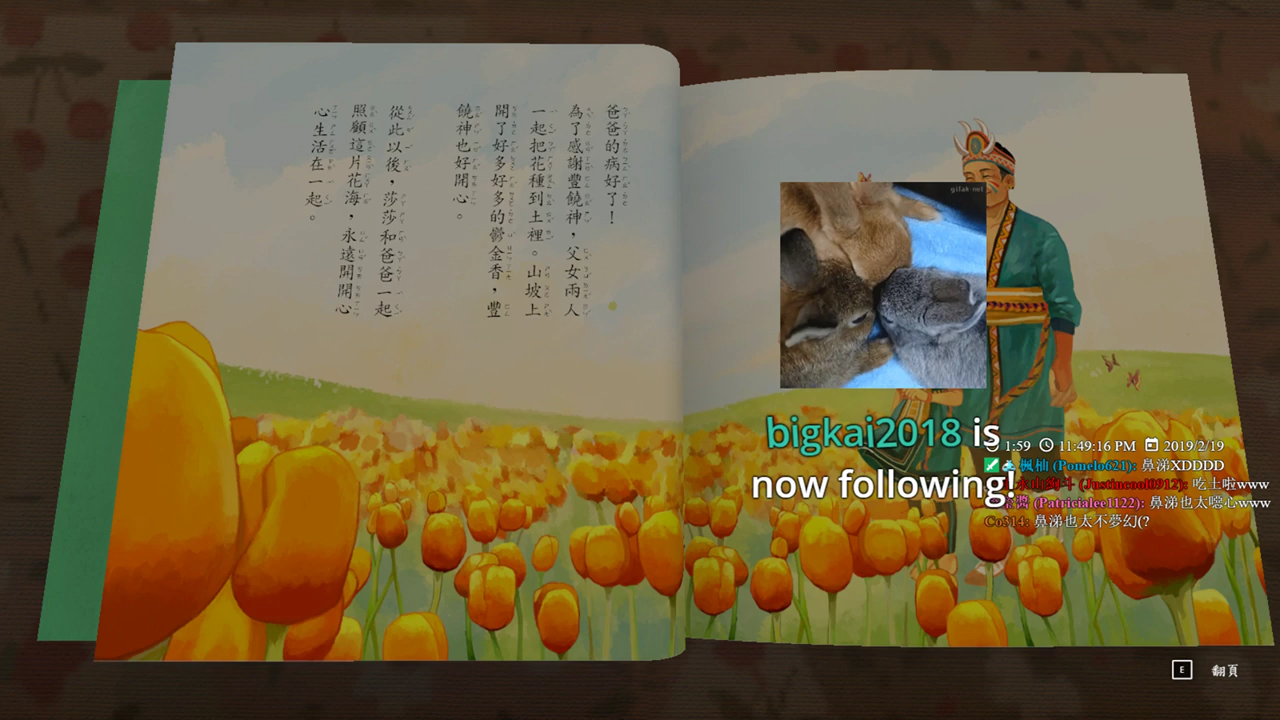 爸爸的病好了！
為了感謝豐饒神，父女兩人
一起把花種到土裡。山坡上
開了好多好多的鬱金香，豐
饒神也好開心。
從此以後，莎莎和爸爸一起
照顧這片花海，永遠開開心
心生活在一起。
gifak-net
bigkai2018 is
now following!
1:59 11:49:16 PM 2019/2/19
楓柚 (Pomelo621): 鼻涕XDDDD
(Justincool0912): 吃土啦www
醬 (Patricialee1122): 鼻涕也太噁心www
Co314: 鼻涕也太不夢幻(?
E 翻頁